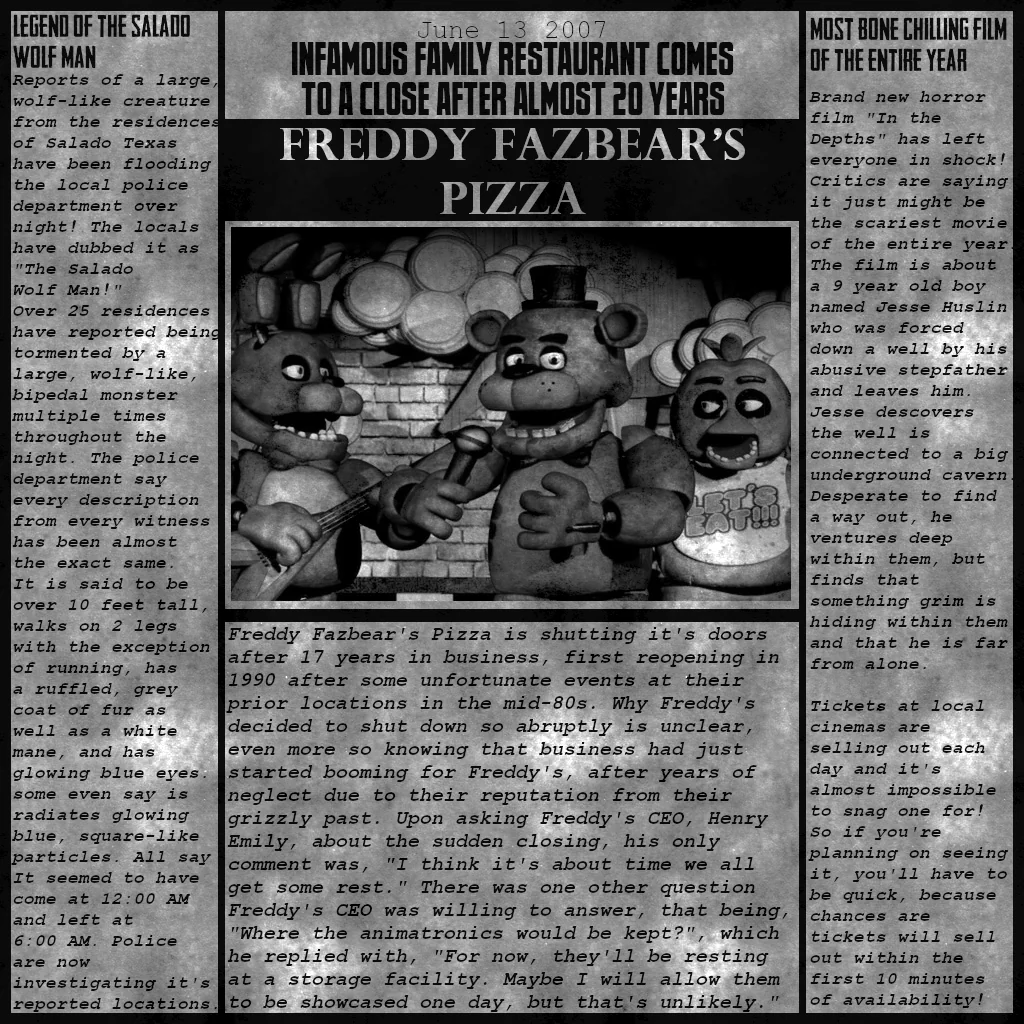 LEGEND OF THE SALADO
WOLF MAN
Reports of a large,
wolf-like creature
from the residences
of Salado Texas
have been flooding
the local police
department over
night! The locals
have dubbed it as
"The Salado
Wolf Man!"
Over 25 residences
have reported being
tormented by a
large, wolf-like,
bipedal monster
multiple times
throughout the
night. The police
department say
every description
from every witness
has been almost
the exact same.
It is said to be
over 10 feet tall,
walks on 2 legs
with the exception
of running, has
a ruffled, grey
coat of fur as
well as a white
mane, and has
glowing blue eyes.
some even say is
radiates glowing
blue, square-like
particles. All say
It seemed to have
come at 12:00 AM
and left at
6:00 AM. Police
are now
investigating it's
reported locations.
June 13 2007
INFAMOUS FAMILY RESTAURANT COMES
TO A CLOSE AFTER ALMOST 20 YEARS
FREDDY FAZBEAR'S
PIZZA
LET'S
EAT!!!
Freddy Fazbear's Pizza is shutting it's doors
after 17 years in business, first reopening in
1990 after some unfortunate events at their
prior locations in the mid-80s. Why Freddy's
decided to shut down so abruptly is unclear,
even more so knowing that business had just
started booming for Freddy's, after years of
neglect due to their reputation from their
grizzly past. Upon asking Freddy's CEO, Henry
Emily, about the sudden closing, his only
comment was, "I think it's about time we all
get some rest." There was one other question
Freddy's CEO was willing to answer, that being,
"Where the animatronics would be kept?", which
he replied with, "For now, they'll be resting
at a storage facility. Maybe I will allow them
to be showcased one day, but that's unlikely."
MOST BONE CHILLING FILM
OF THE ENTIRE YEAR
Brand new horror
film "In the
Depths" has left
everyone in shock!
Critics are saying
it just might be
the scariest movie
of the entire year.
The film is about
a 9 year old boy
named Jesse Huslin
who was forced
down a well by his
abusive stepfather
and leaves him.
Jesse descovers
the well is
connected to a big
underground cavern.
Desperate to find
a way out, he
ventures deep
within them, but
finds that
something grim is
hiding within them
and that he is far
from alone.
Tickets at local
cinemas are
selling out each
day and it's
almost impossible
to snag one for!
So if you're
planning on seeing
it, you'll have to
be quick, because
chances are
tickets will sell
out within the
first 10 minutes
of availability!